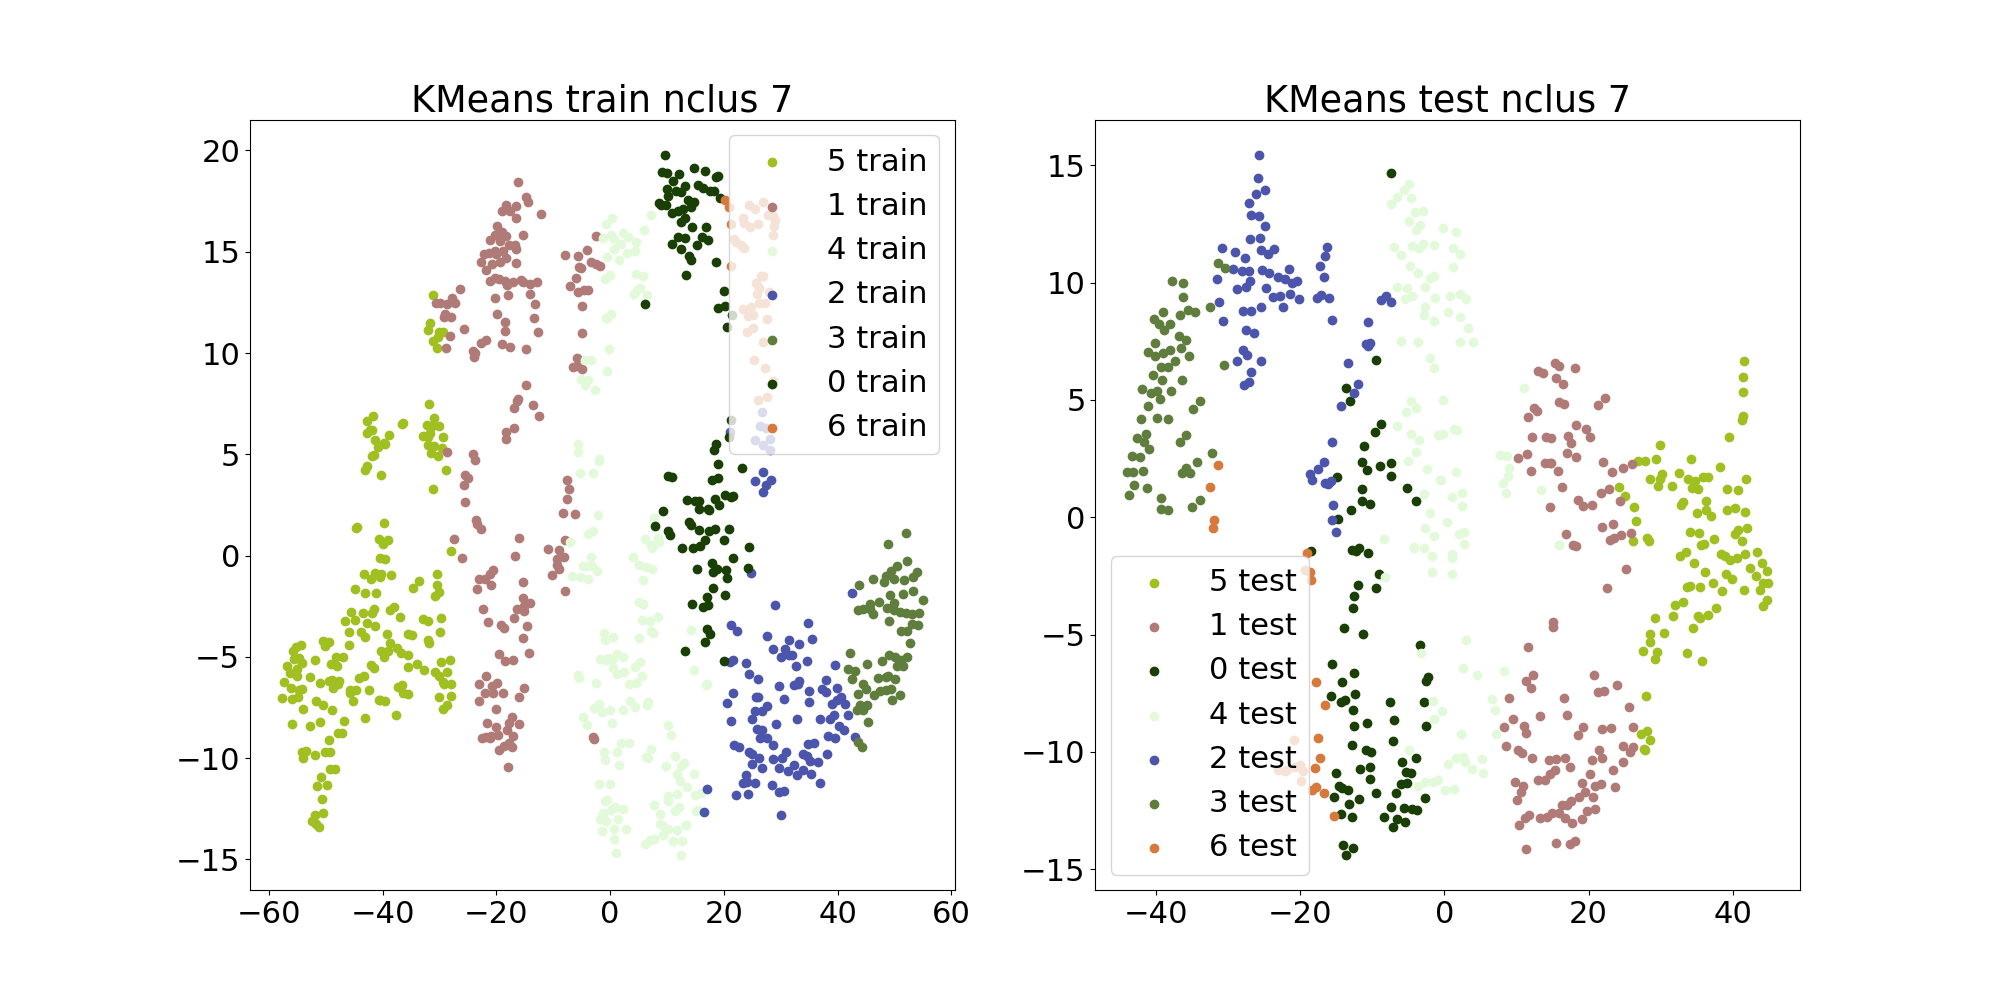 KMeans train nclus 7
20
15
10
5
0
−5
−10
−15
−60
−40
−20
0
20
40
60
5 train
1 train
4 train
2 train
3 train
0 train
6 train
KMeans test nclus 7
15
10
5
0
−5
−10
−15
−40
−20
0
20
40
5 test
1 test
0 test
4 test
2 test
3 test
6 test